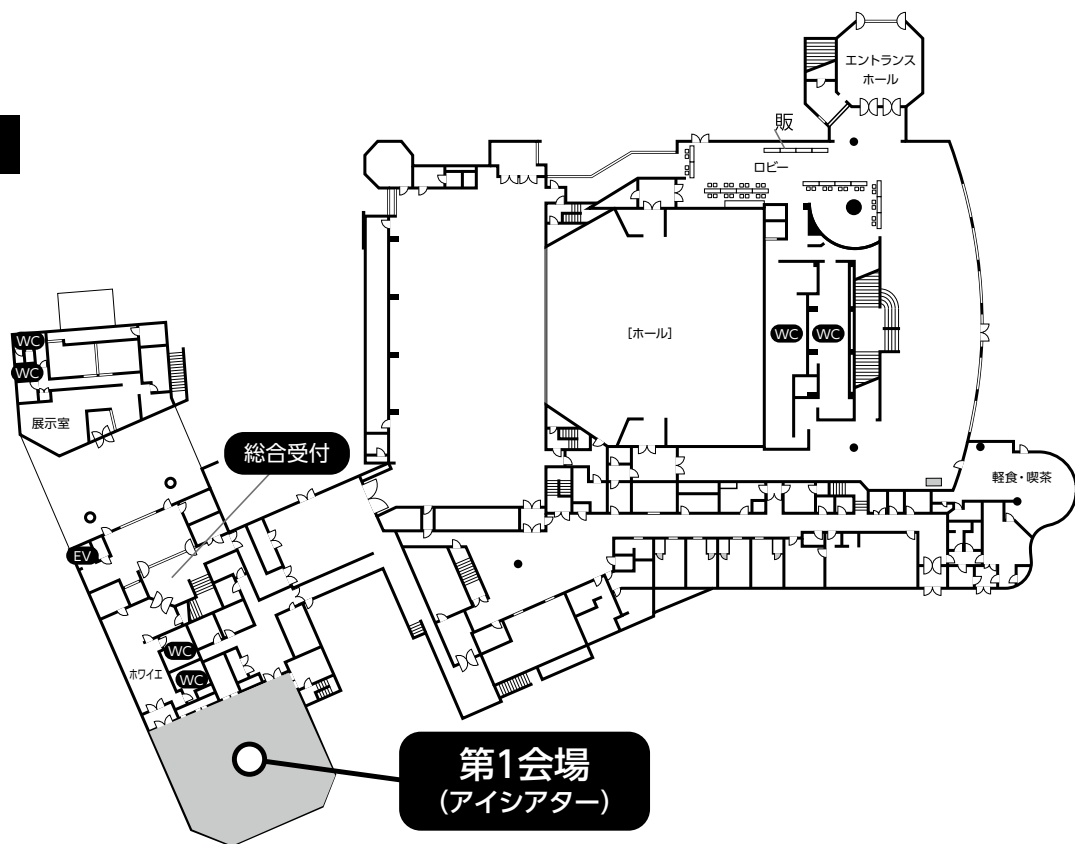 エントランス
ホール
販
ロビー
[ホール]
WC
WC
WC
WC
展示室
総合受付
軽食・喫茶
EV
WC
ホワイエ
WC
第1会場
(アイシアター)